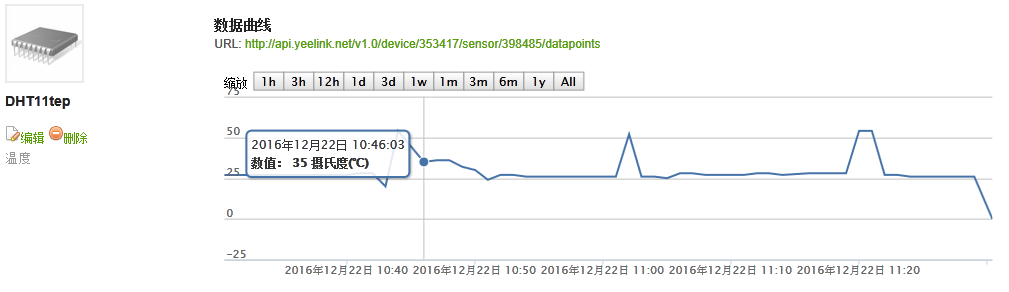 DHT11tep
编辑 删除
温度
数据曲线
URL: http://api.yeelink.net/v1.0/device/353417/sensor/398485/datapoints
缩放 1h 3h 12h 1d 3d 1w 1m 3m 6m 1y All
75
50
2016年12月22日 10:46:03
数值： 35 摄氏度(℃)
25
0
-25
2016年12月22日 10:40 2016年12月22日 10:50 2016年12月22日 11:00 2016年12月22日 11:10 2016年12月22日 11:20